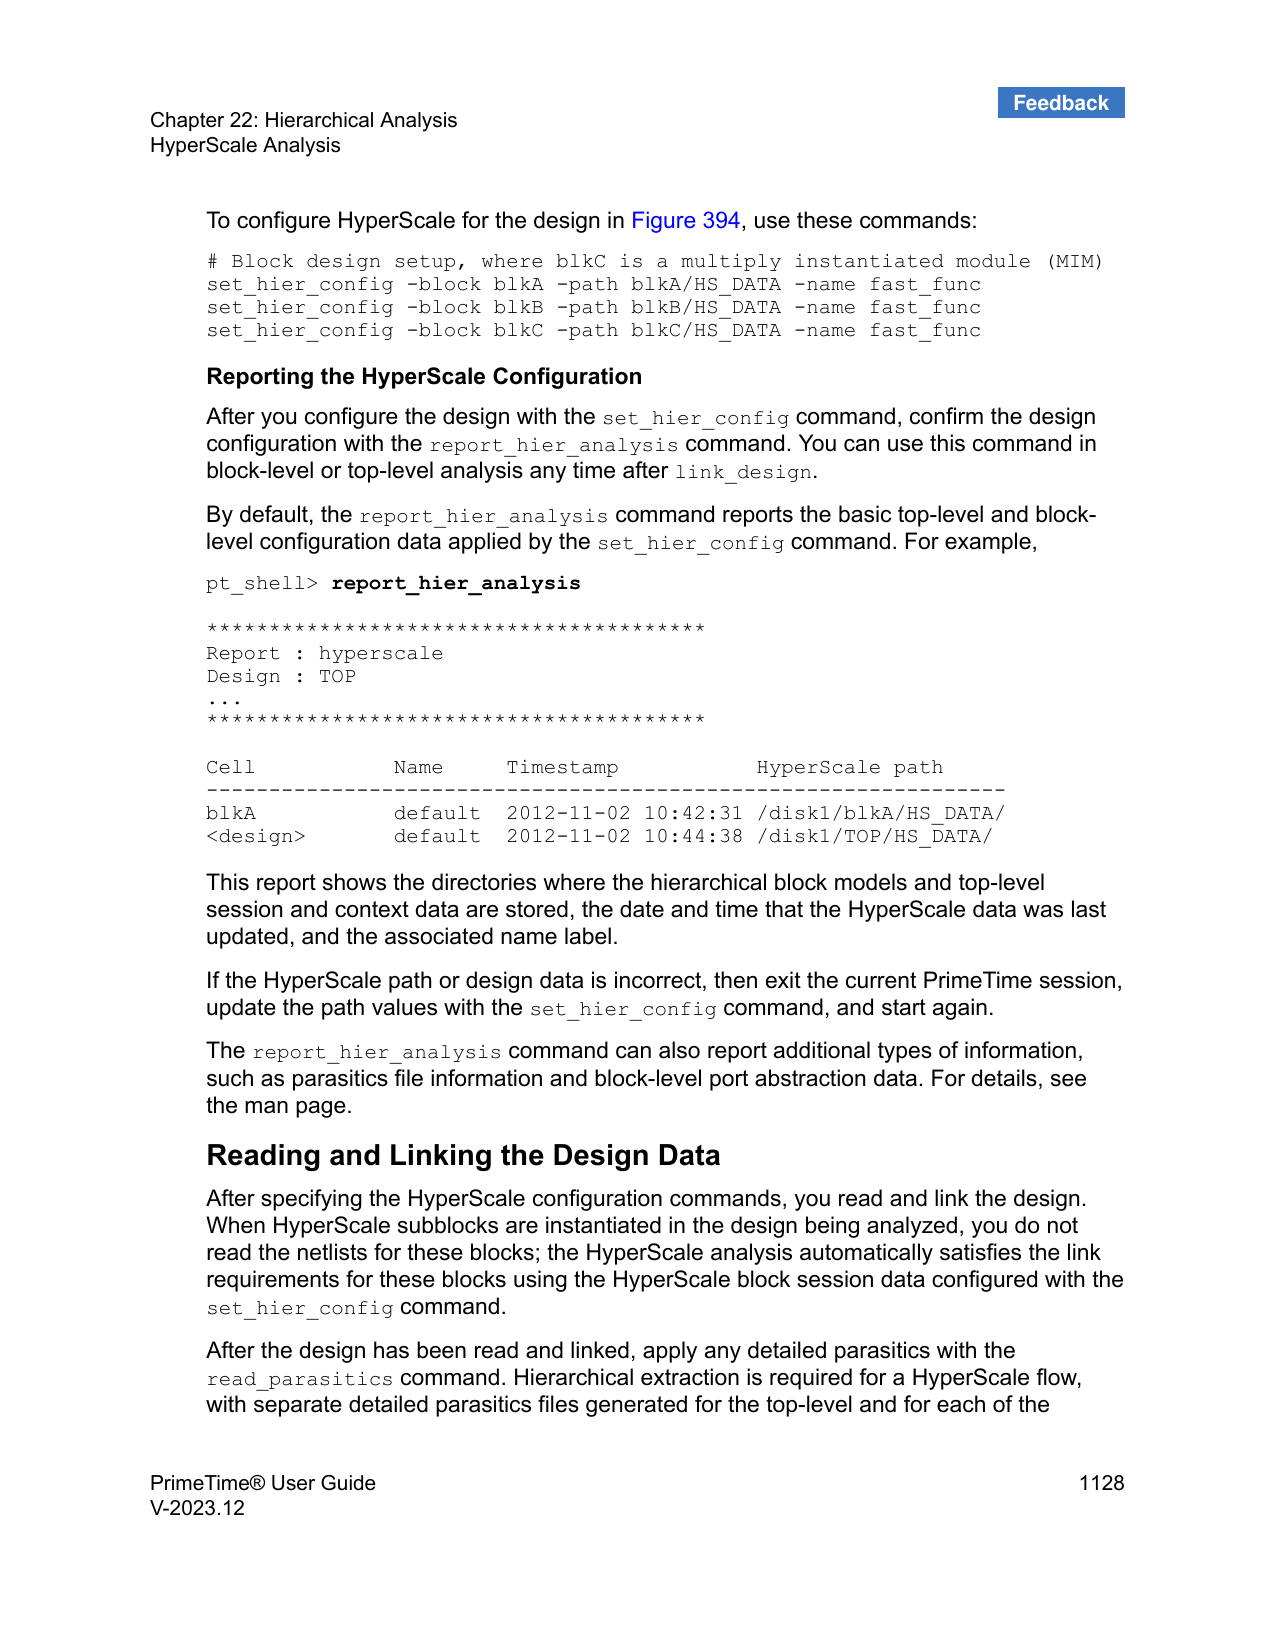 Feedback
Chapter 22: Hierarchical Analysis
HyperScale Analysis
To configure HyperScale for the design in Figure 394, use these commands:
# Block design setup, where blkC is a multiply instantiated module (MIM)
set_hier_config -block blkA -path blkA/HS_DATA -name fast_func
set_hier_config -block blkB -path blkB/HS_DATA -name fast_func
set_hier_config -block blkC -path blkC/HS_DATA -name fast_func
Reporting the HyperScale Configuration
After you configure the design with the set_hier_config command, confirm the design
configuration with the report_hier_analysis command. You can use this command in
block-level or top-level analysis any time after link_design.
By default, the report_hier_analysis command reports the basic top-level and block-
level configuration data applied by the set_hier_config command. For example,
pt_shell> report_hier_analysis
****************************************
Report : hyperscale
Design : TOP
...
****************************************
Cell           Name     Timestamp           HyperScale path
----------------------------------------------------------------
blkA           default  2012-11-02 10:42:31 /disk1/blkA/HS_DATA/
<design>       default  2012-11-02 10:44:38 /disk1/TOP/HS_DATA/
This report shows the directories where the hierarchical block models and top-level
session and context data are stored, the date and time that the HyperScale data was last
updated, and the associated name label.
If the HyperScale path or design data is incorrect, then exit the current PrimeTime session,
update the path values with the set_hier_config command, and start again.
The report_hier_analysis command can also report additional types of information,
such as parasitics file information and block-level port abstraction data. For details, see
the man page.
Reading and Linking the Design Data
After specifying the HyperScale configuration commands, you read and link the design.
When HyperScale subblocks are instantiated in the design being analyzed, you do not
read the netlists for these blocks; the HyperScale analysis automatically satisfies the link
requirements for these blocks using the HyperScale block session data configured with the
set_hier_config command.
After the design has been read and linked, apply any detailed parasitics with the
read_parasitics command. Hierarchical extraction is required for a HyperScale flow,
with separate detailed parasitics files generated for the top-level and for each of the
PrimeTime® User Guide
1128
V-2023.12